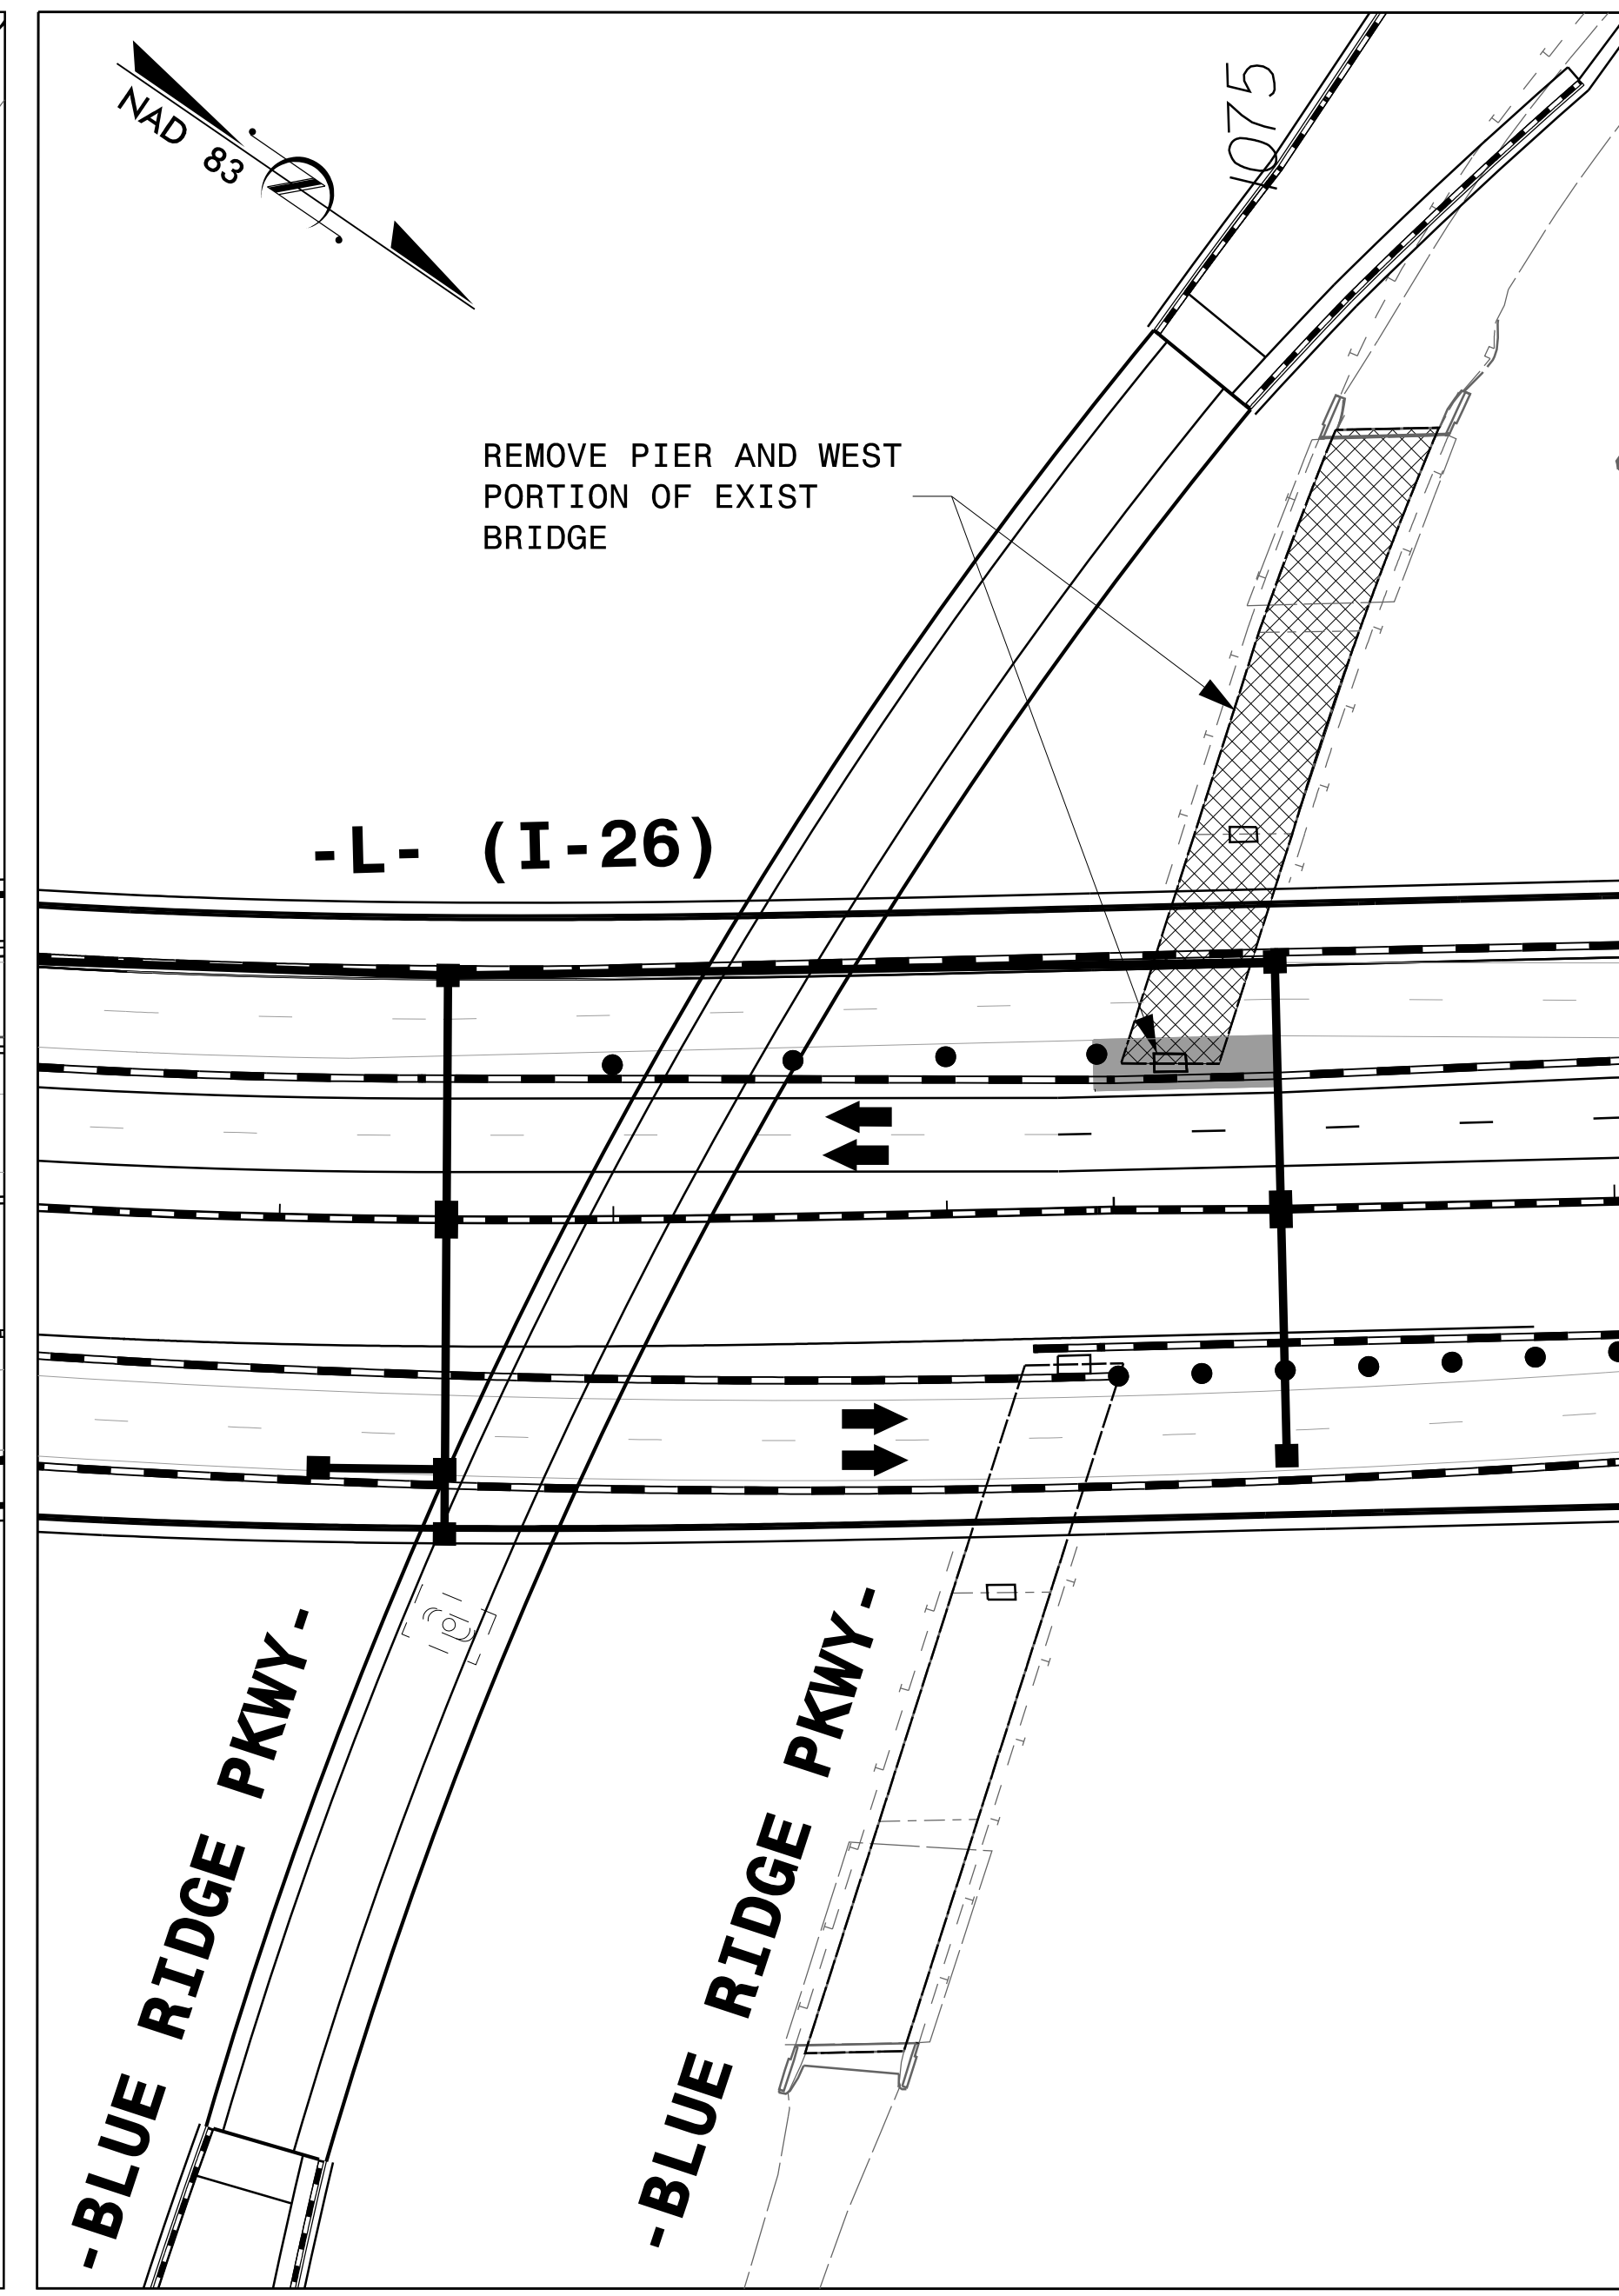 NAD 83
1075
REMOVE PIER AND WEST
PORTION OF EXIST
BRIDGE
-L- (I-26)
-BLUE RIDGE PKWY-
-BLUE RIDGE PKWY-